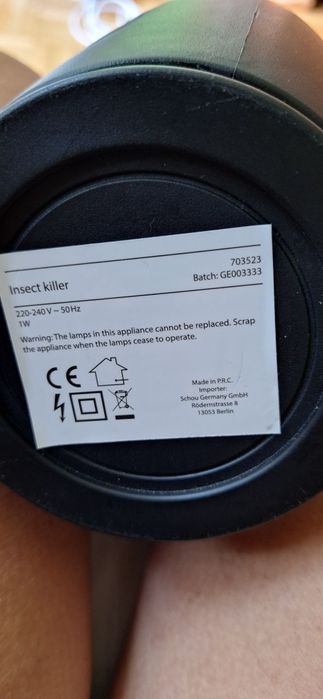 Insect killer
703523
Batch: GE003333
220-240 V ~ 50Hz
1W
Warning: The lamps in this appliance cannot be replaced. Scrap
the appliance when the lamps cease to operate.
CE
Made in P.R.C.
Importer:
Schou Germany GmbH
Rödernstrasse 8
13053 Berlin